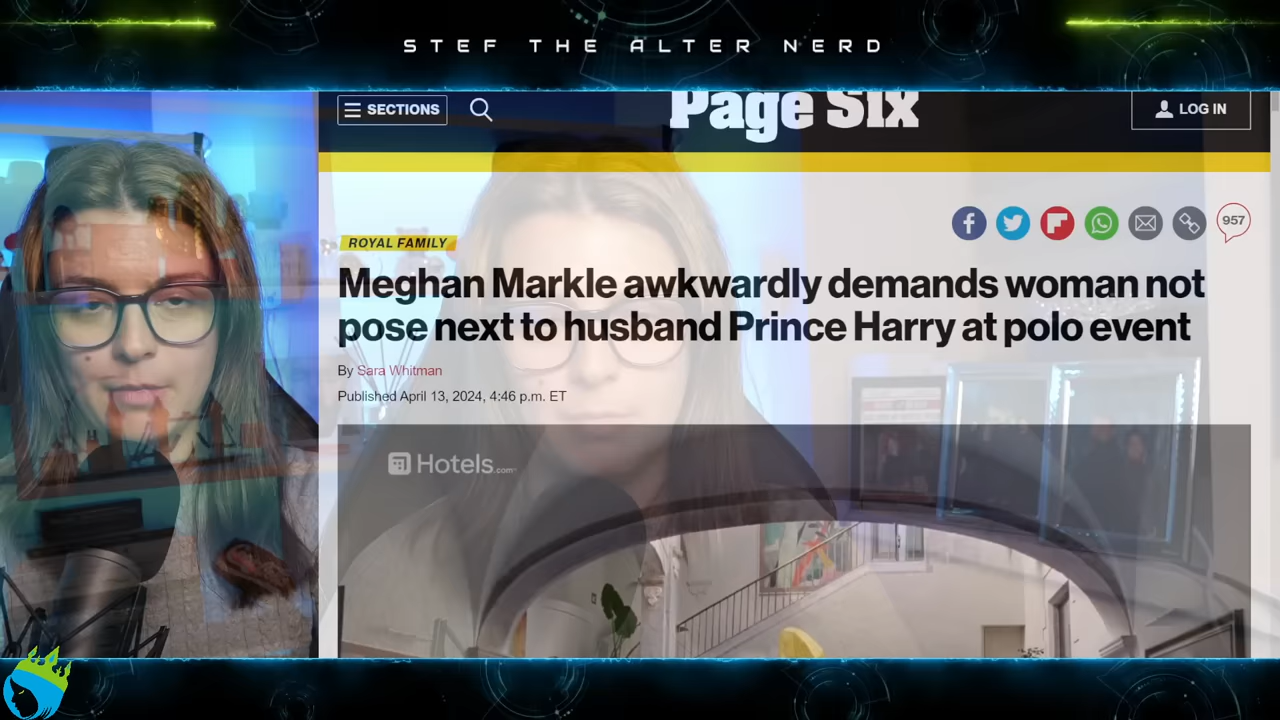 STEF THE ALTER NERD
SECTIONS
Page Six
LOG IN
957
ROYAL FAMILY
Meghan Markle awkwardly demands woman not
pose next to husband Prince Harry at polo event
By Sara Whitman
Published April 13, 2024, 4:46 p.m. ET
Hotels.com